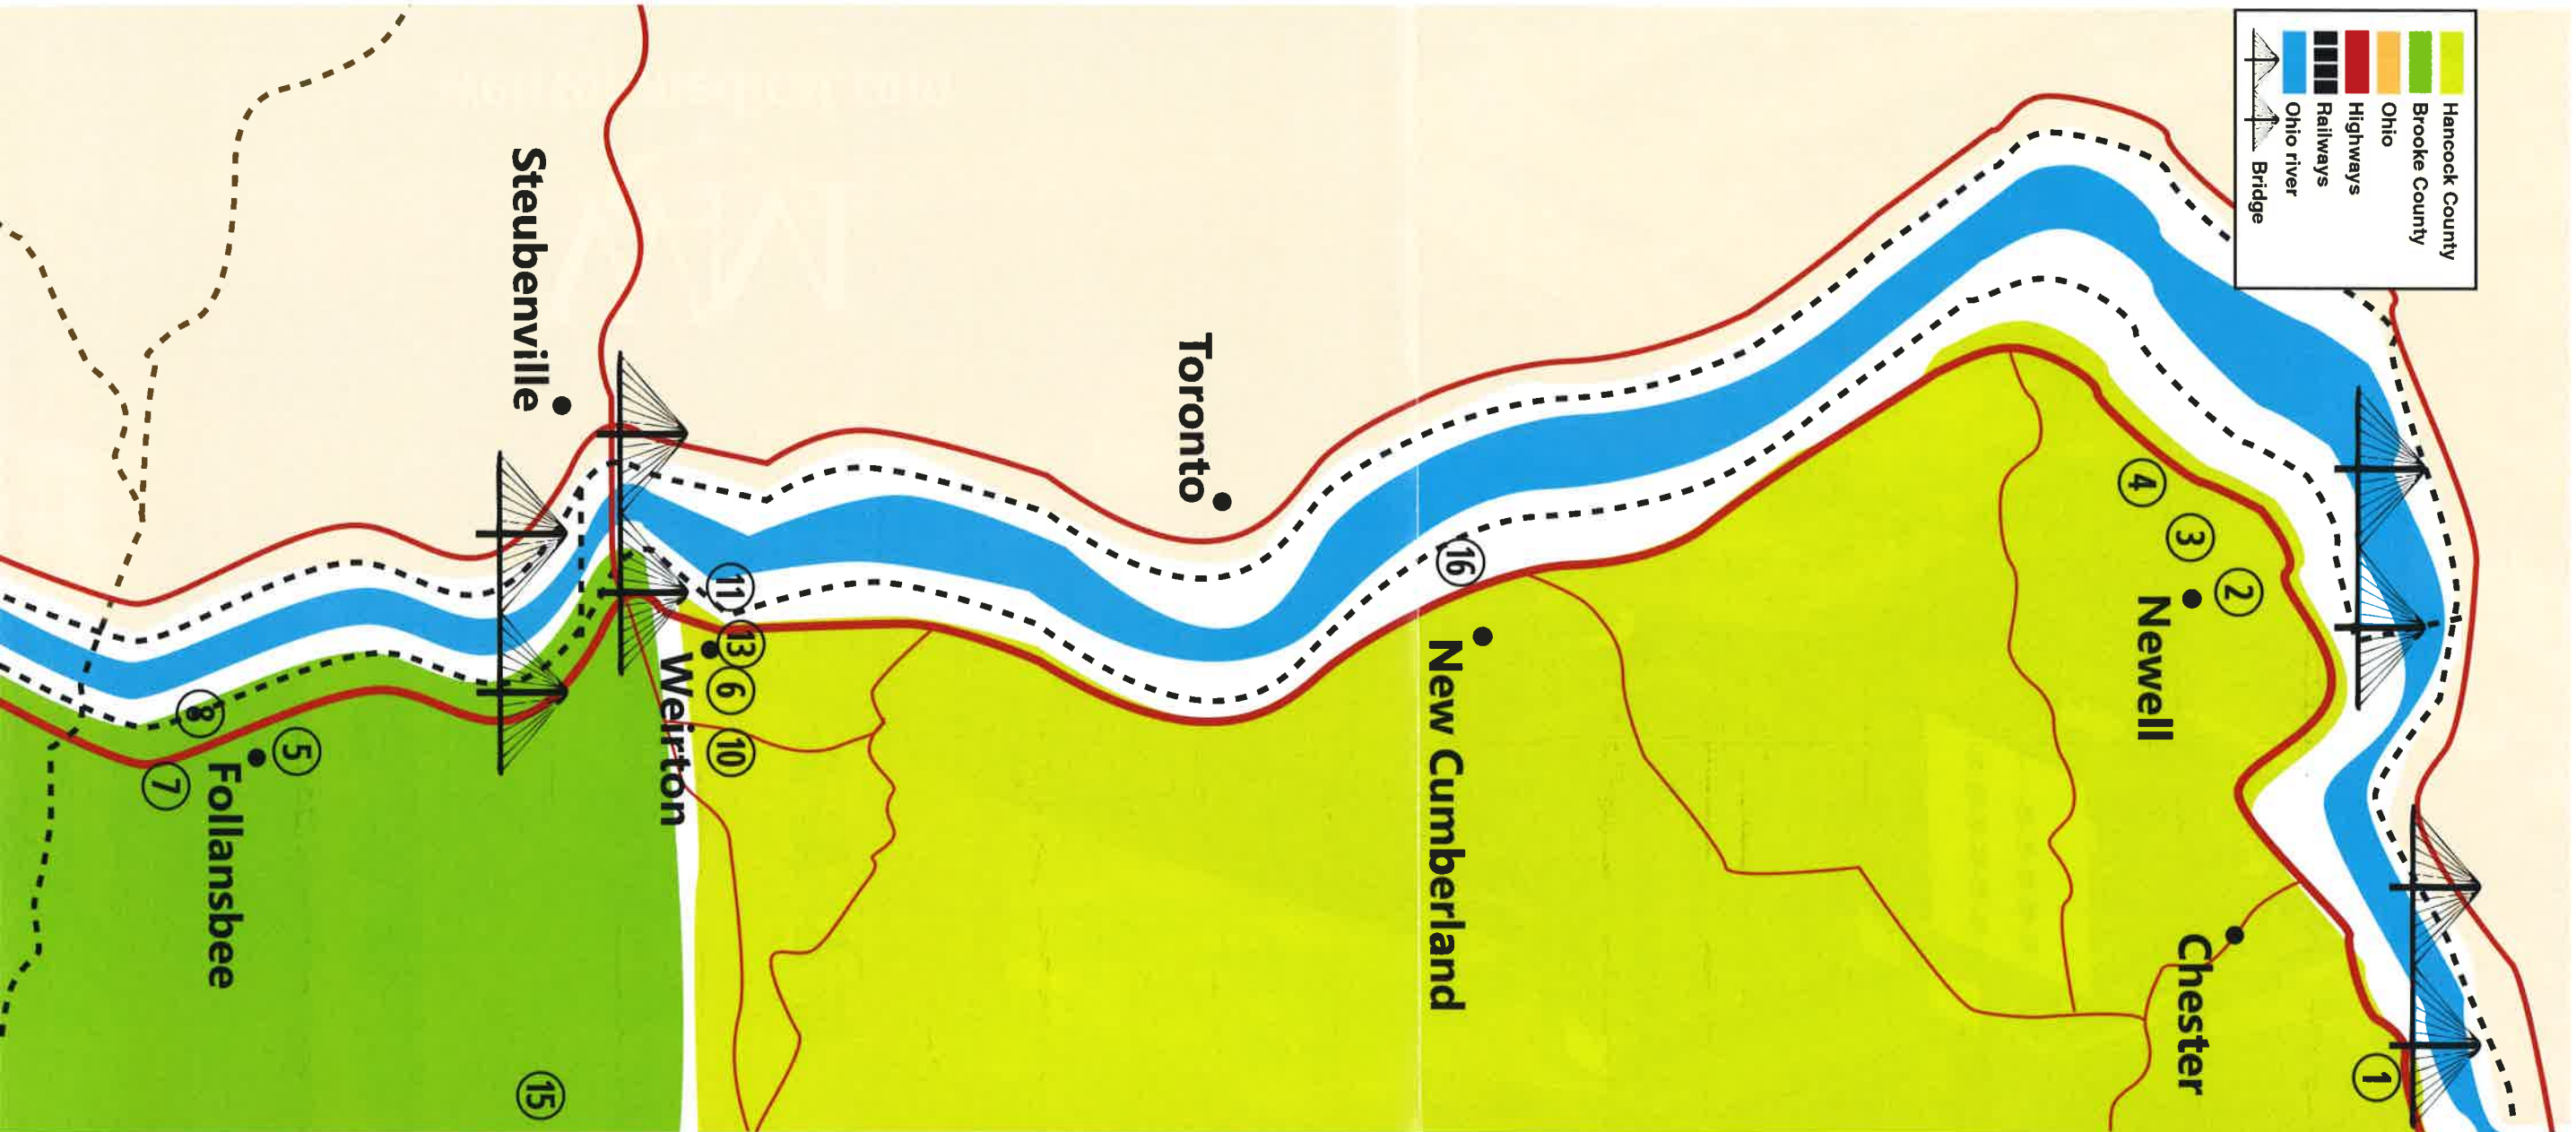 Hancock County
Brooke County
Ohio
Highways
Railways
Ohio river
Bridge
1
2
3
4
Chester
Newell
16
New Cumberland
Toronto
11
13
6
10
Weirton
15
Steubenville
5
Follansbee
8
7